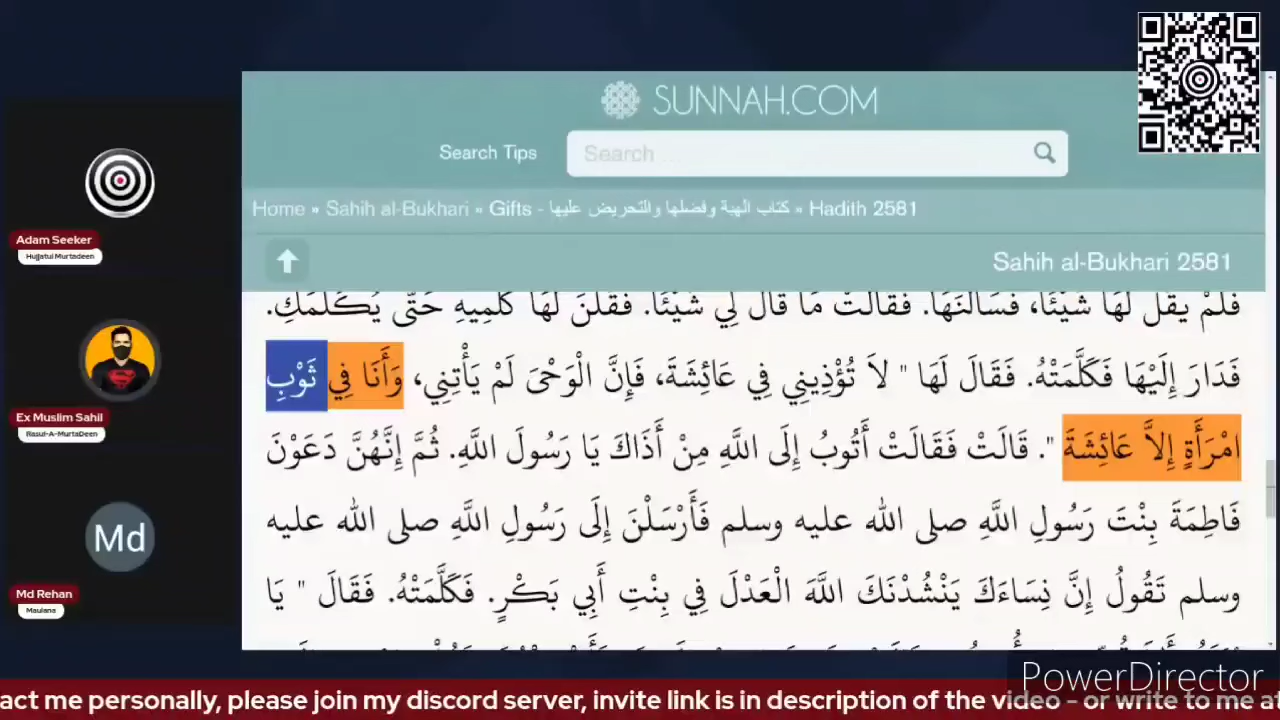 SUNNAH.COM
Search Tips
Search ...
Home » Sahih al-Bukhari » Gifts - كتاب الهبة وفضلها والتحريض عليها » Hadith 2581
Sahih al-Bukhari 2581
فَلَمْ يَقُلْ لَهَا شَيْئًا، فَسَأَلْنَهَا. فَقَالَتْ مَا قَالَ لِي شَيْئًا. فَقُلْنَ لَهَا كَلِّمِيهِ حَتَّى يُكَلِّمَكِ.
فَدَارَ إِلَيْهَا فَكَلَّمَتْهُ. فَقَالَ لَهَا " لاَ تُؤْذِينِي فِي عَائِشَةَ، فَإِنَّ الْوَحْىَ لَمْ يَأْتِنِي، وَأَنَا فِي ثَوْبِ
امْرَأَةٍ إِلاَّ عَائِشَةَ ". قَالَتْ فَقَالَتْ أَتُوبُ إِلَى اللَّهِ مِنْ أَذَاكَ يَا رَسُولَ اللَّهِ. ثُمَّ إِنَّهُنَّ دَعَوْنَ
فَاطِمَةَ بِنْتَ رَسُولِ اللَّهِ صلى الله عليه وسلم فَأَرْسَلْنَ إِلَى رَسُولِ اللَّهِ صلى الله عليه
وسلم تَقُولُ إِنَّ نِسَاءَكَ يَنْشُدْنَكَ اللَّهَ الْعَدْلَ فِي بِنْتِ أَبِي بَكْرٍ. فَكَلَّمَتْهُ. فَقَالَ " يَا
Adam Seeker
Hujjatul Murtadeen
Ex Muslim Sahil
Rasul-A-MurtaDeen
Md
Md Rehan
Maulana
PowerDirector
act me personally, please join my discord server, invite link is in description of the video - or write to me at